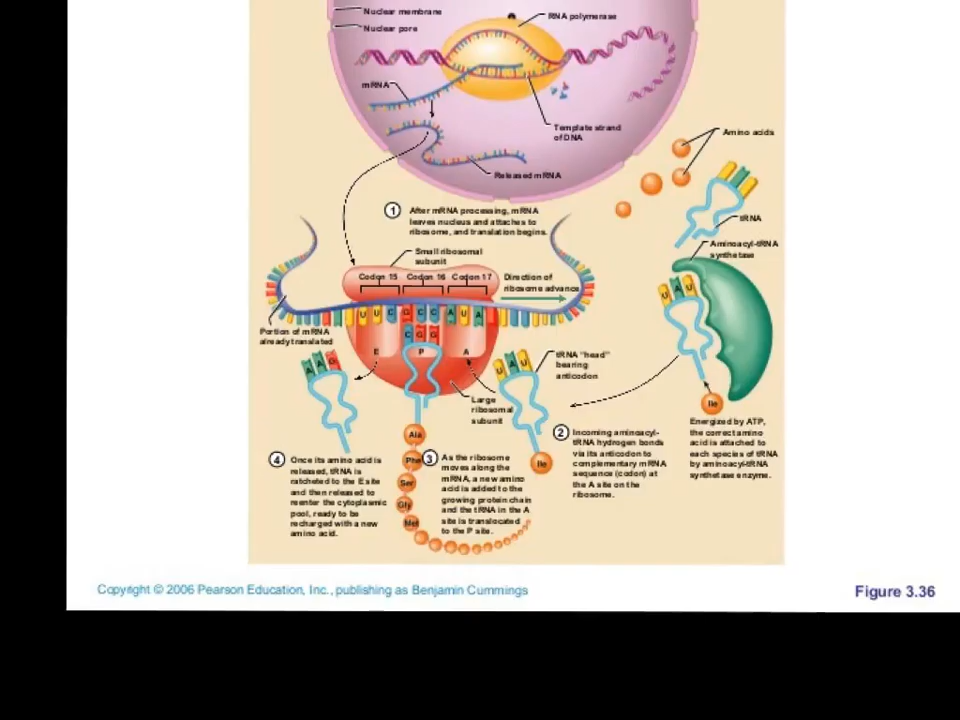 Nuclear membrane
RNA polymerase
Nuclear pore
mRNA
Template strand
of DNA
Amino acids
Released mRNA
1 After mRNA processing, mRNA
leaves nucleus and attaches to
ribosome, and translation begins.
tRNA
Aminoacyl-tRNA
synthetase
Small ribosomal
subunit
Codon 15 Codon 16 Codon 17
Direction of
ribosome advance
U A U
U U C G C C A U A
C G G
Portion of mRNA
already translated
E P A
A A G
U A U
tRNA "head"
bearing
anticodon
Large
ribosomal
subunit
Ile
Energized by ATP,
the correct amino
acid is attached to
each species of tRNA
by aminoacyl-tRNA
synthetase enzyme.
2 Incoming aminoacyl-
tRNA hydrogen bonds
via its anticodon to
complementary mRNA
sequence (codon) at
the A site on the
ribosome.
Ile
Ala
Phe
Ser
Gly
Met
3 As the ribosome
moves along the
mRNA, a new amino
acid is added to the
growing protein chain
and the tRNA in the A
site is translocated
to the P site.
4 Once its amino acid is
released, tRNA is
ratcheted to the E site
and then released to
reenter the cytoplasmic
pool, ready to be
recharged with a new
amino acid.
Copyright © 2006 Pearson Education, Inc., publishing as Benjamin Cummings
Figure 3.36